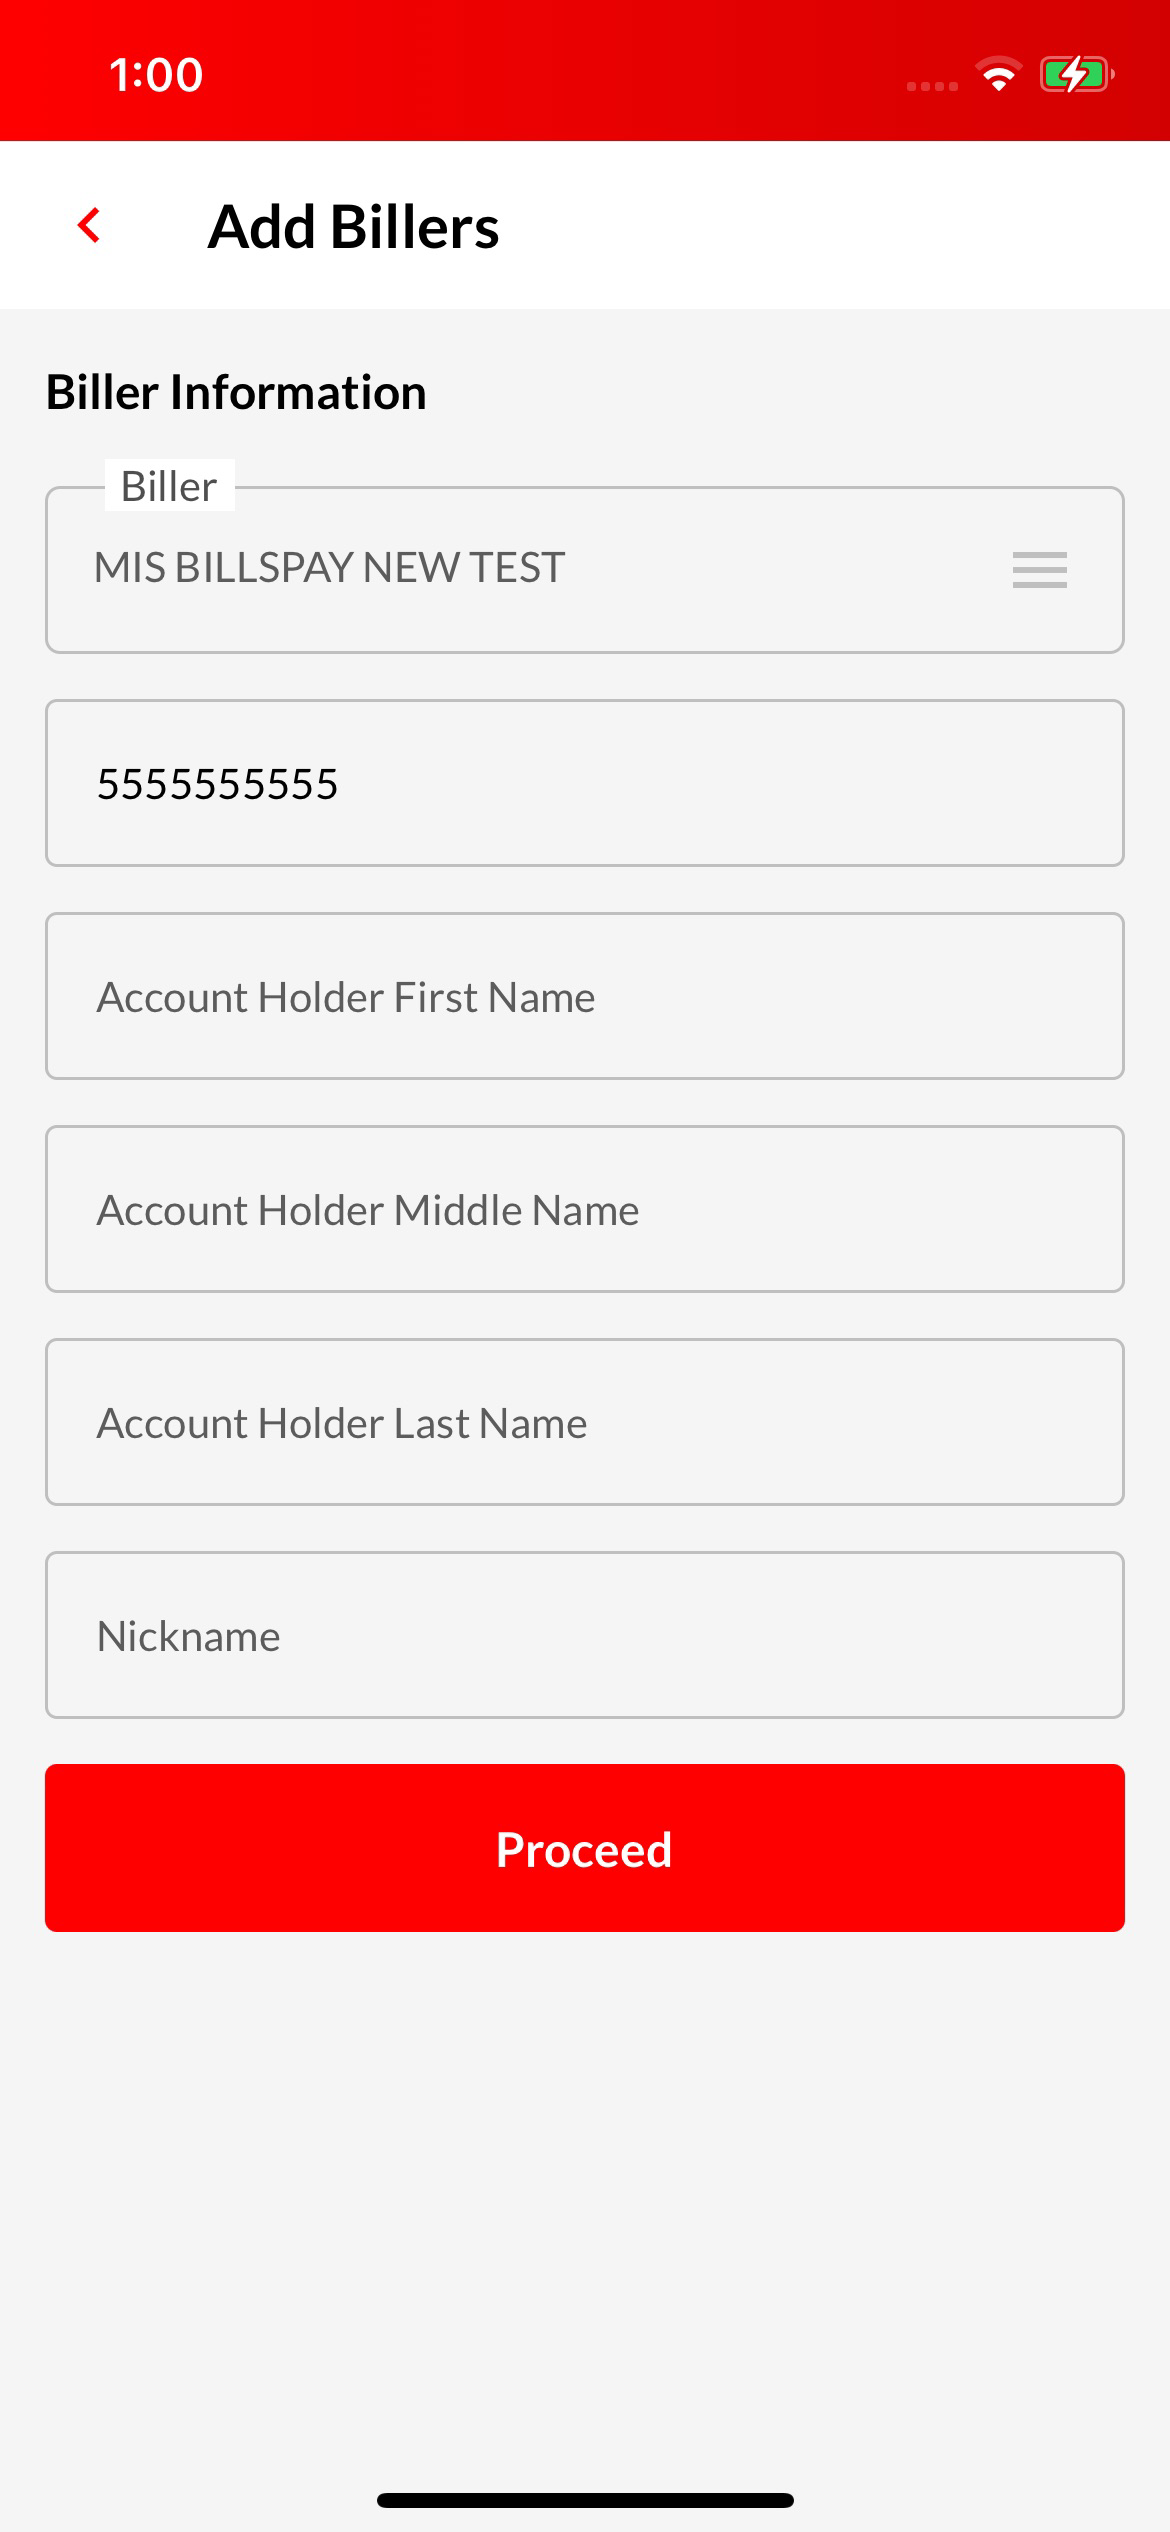 1:00
Add Billers
Biller Information
Biller
MIS BILLSPAY NEW TEST
5555555555
Account Holder First Name
Account Holder Middle Name
Account Holder Last Name
Nickname
Proceed